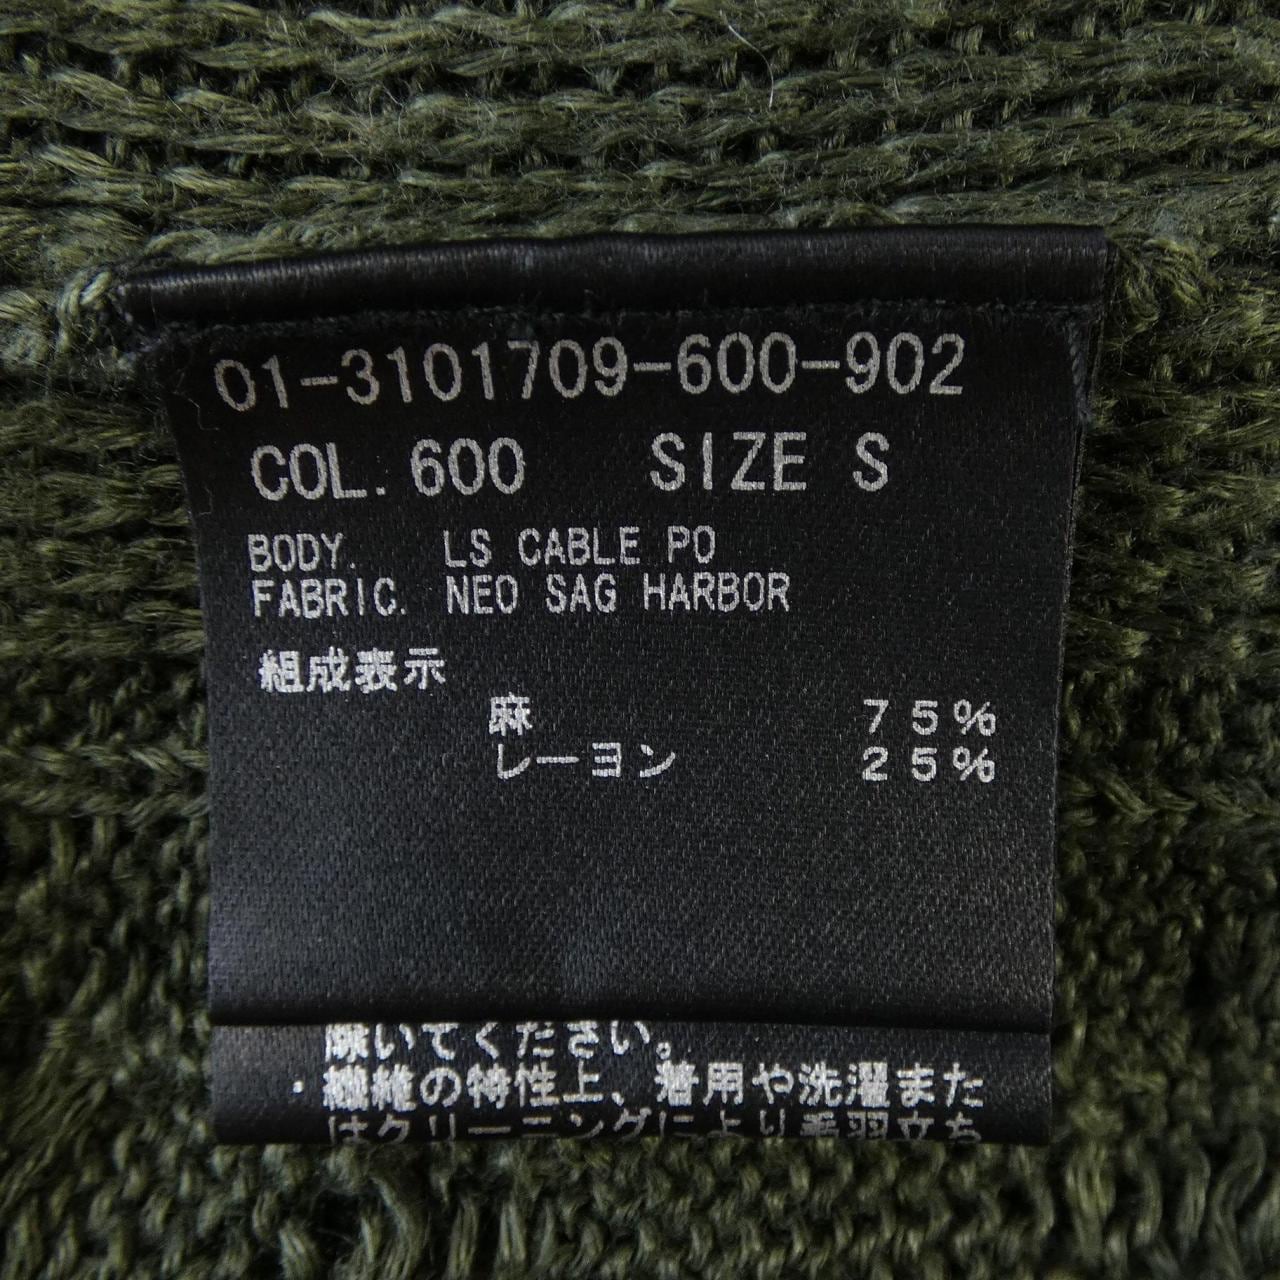 01-3101709-600-902
COL. 600 SIZE S
BODY. LS CABLE PO
FABRIC. NEO SAG HARBOR
組成表示
麻 75%
レーヨン 25%
除いてください。
・繊維の特性上、着用や洗濯また
はクリーニングにより毛羽立ち